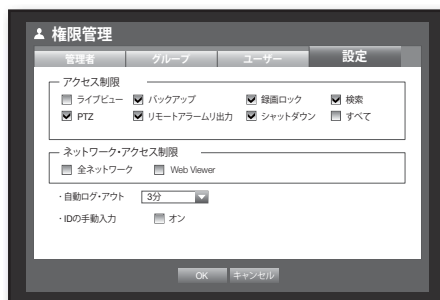 権限管理
管理者 グループ ユーザー 設定
アクセス制限
ライブビュー バックアップ 録画ロック 検索
PTZ リモートアラームリ出力 シャットダウン すべて
ネットワーク・アクセス制限
全ネットワーク Web Viewer
・自動ログ・アウト 3分
・IDの手動入力 オン
OK キャンセル